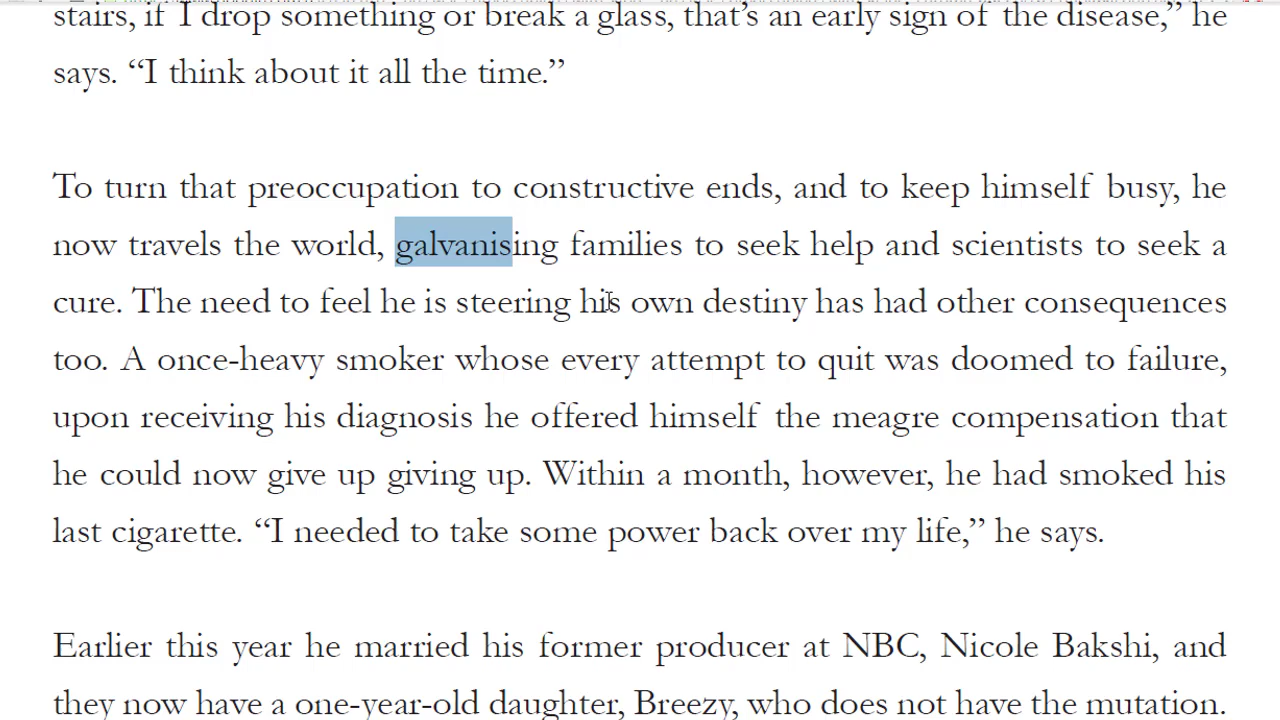 stairs, if I drop something or break a glass, that’s an early sign of the disease,” he
says. “I think about it all the time.”
To turn that preoccupation to constructive ends, and to keep himself busy, he
now travels the world, galvanising families to seek help and scientists to seek a
cure. The need to feel he is steering his own destiny has had other consequences
too. A once-heavy smoker whose every attempt to quit was doomed to failure,
upon receiving his diagnosis he offered himself the meagre compensation that
he could now give up giving up. Within a month, however, he had smoked his
last cigarette. “I needed to take some power back over my life,” he says.
Earlier this year he married his former producer at NBC, Nicole Bakshi, and
they now have a one-year-old daughter, Breezy, who does not have the mutation.